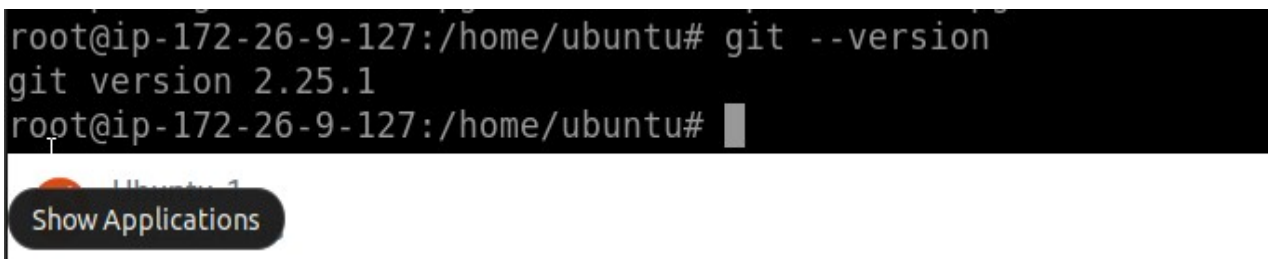 root@ip-172-26-9-127:/home/ubuntu# git --version
git version 2.25.1
root@ip-172-26-9-127:/home/ubuntu#
Show Applications